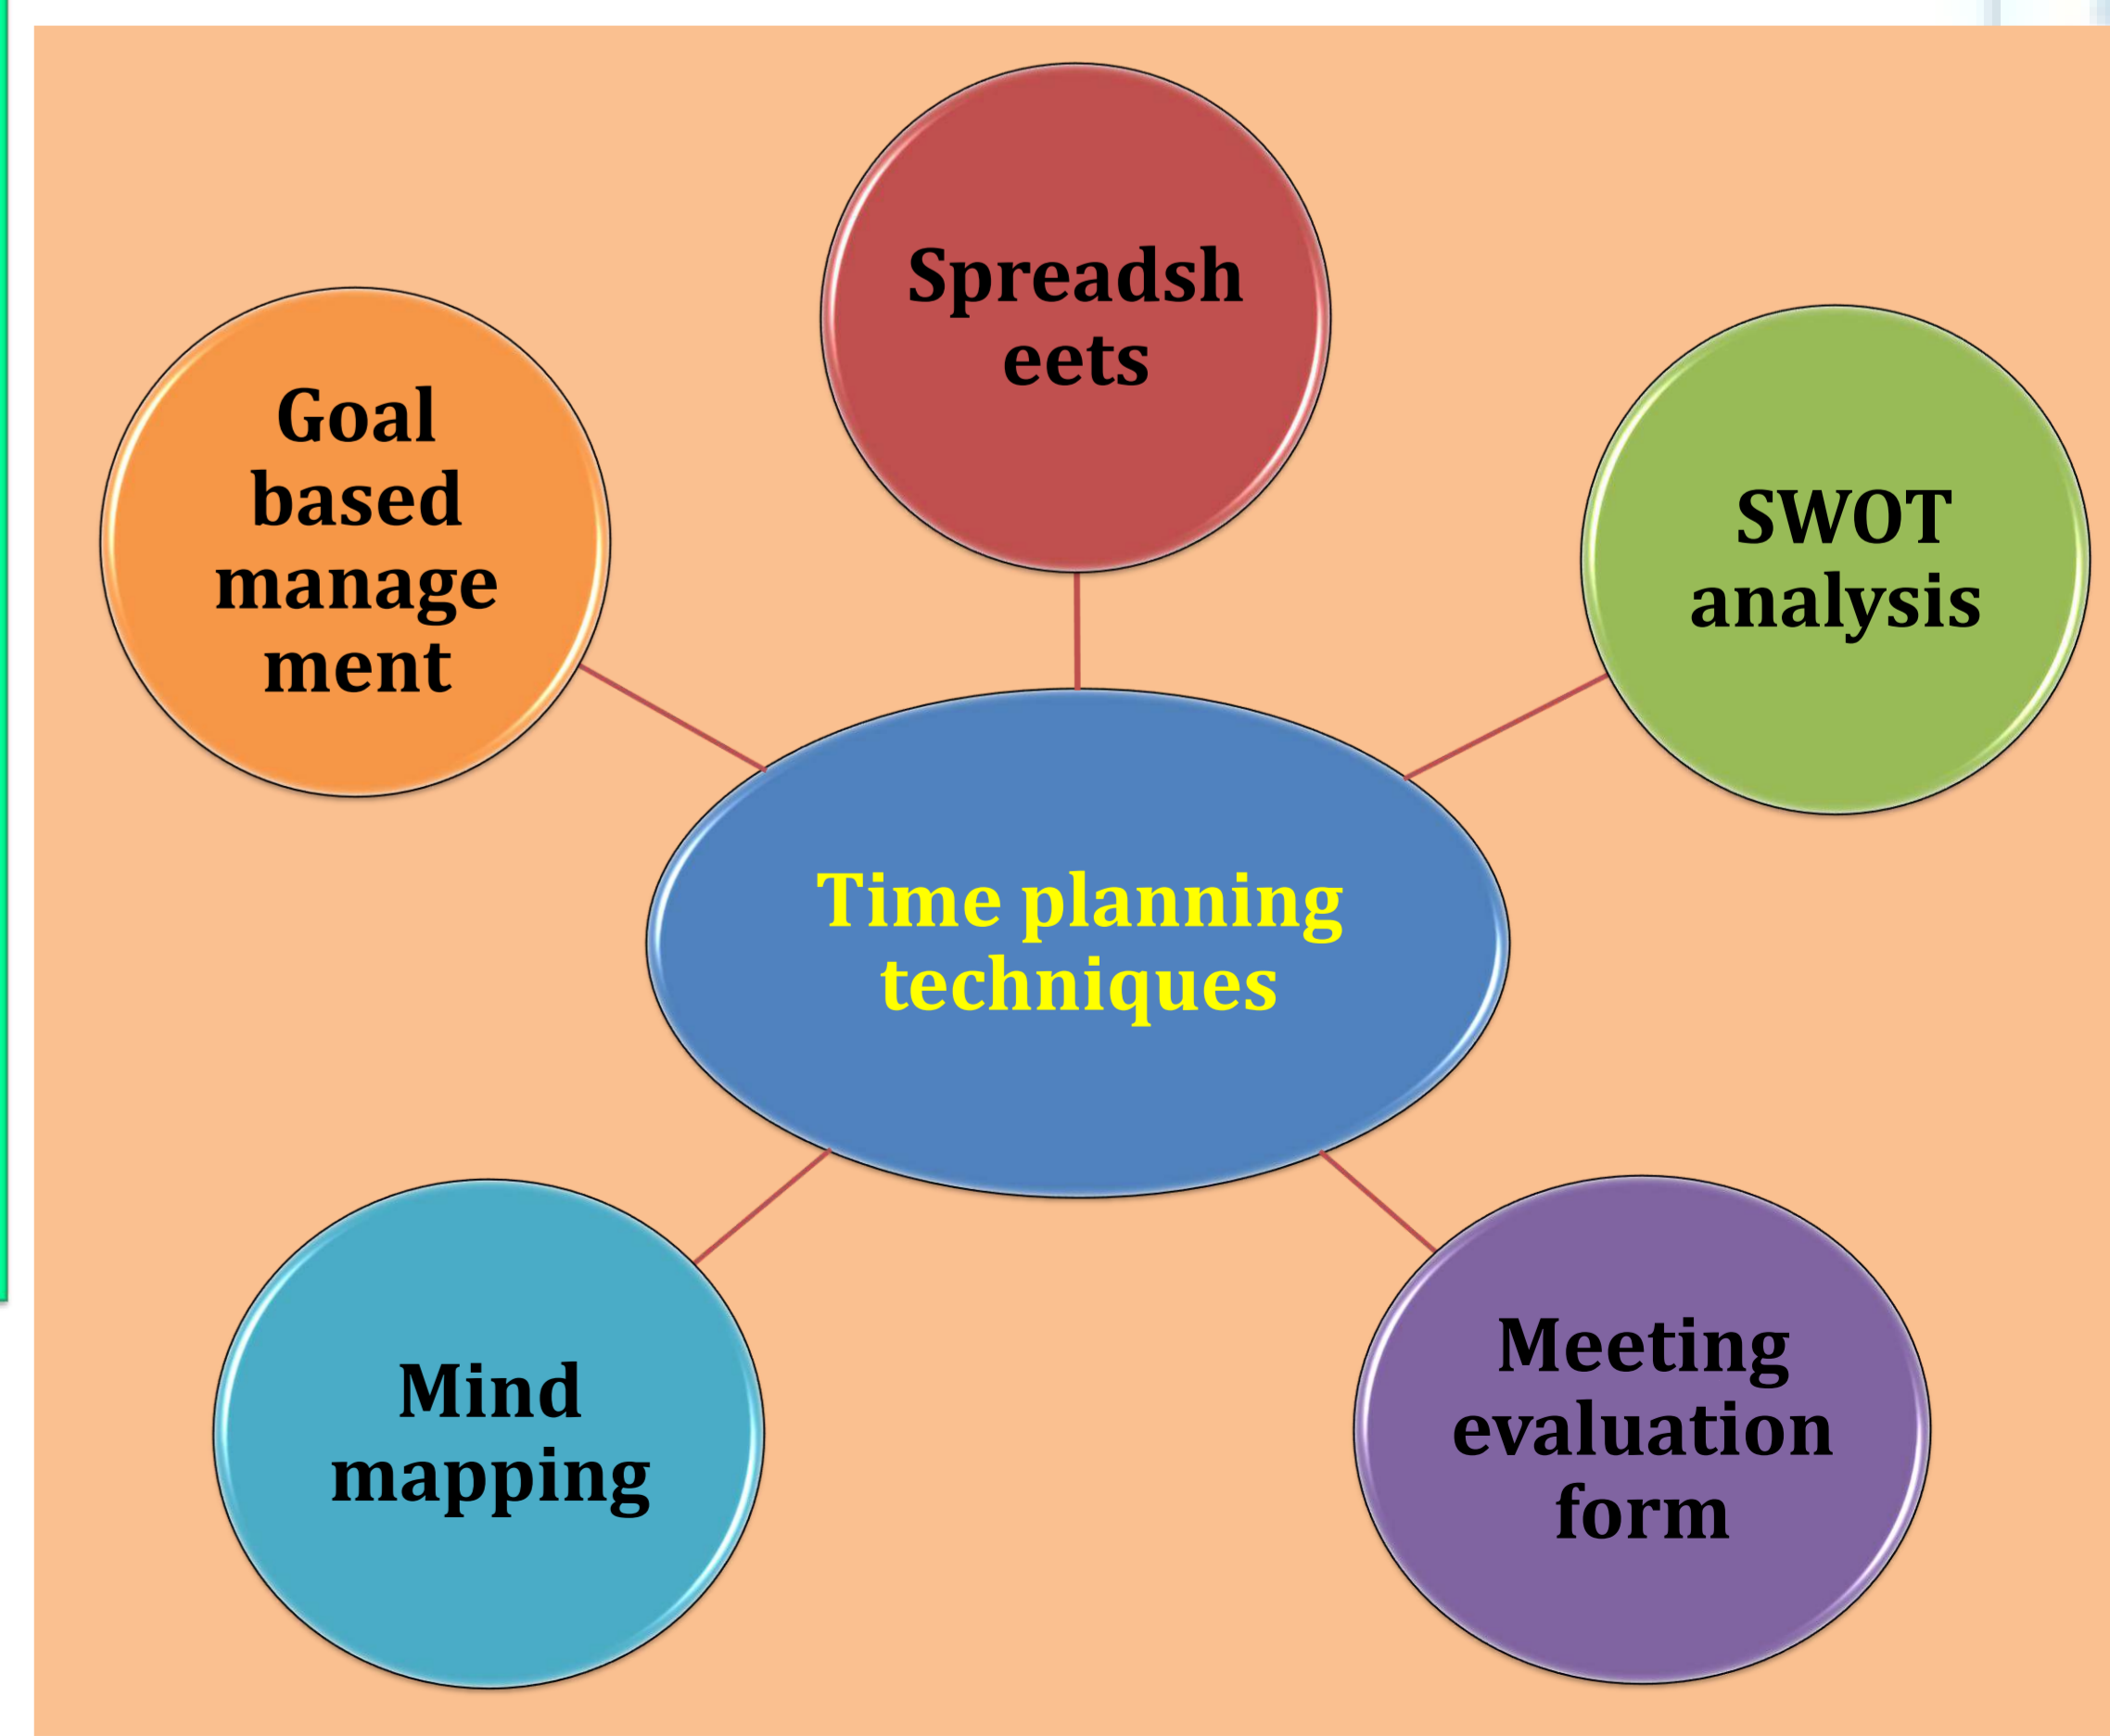 Spreadsh
eets
Goal
based
manage
ment
SWOT
analysis
Time planning
techniques
Mind
mapping
Meeting
evaluation
form